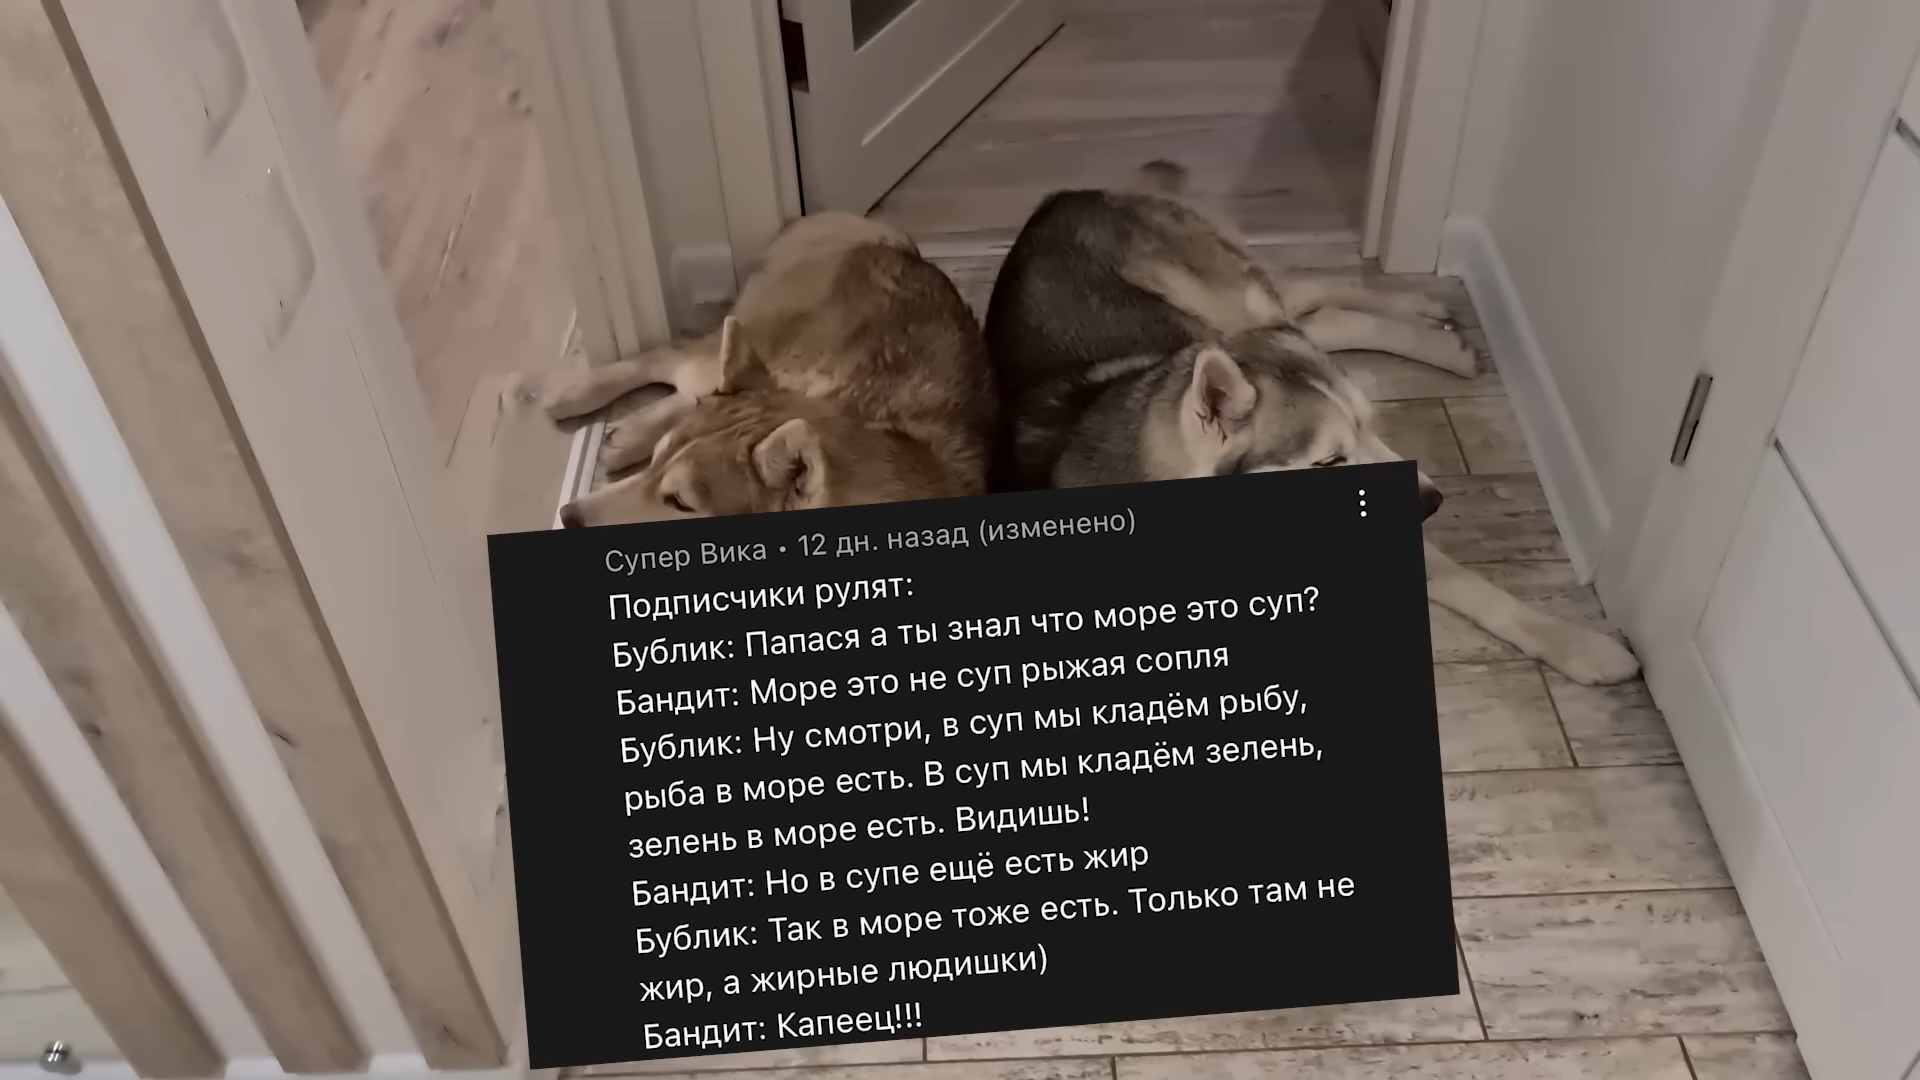 Супер Вика • 12 дн. назад (изменено)
Подписчики рулят:
Бублик: Папася а ты знал что море это суп?
Бандит: Море это не суп рыжая сопля
Бублик: Ну смотри, в суп мы кладём рыбу,
рыба в море есть. В суп мы кладём зелень,
зелень в море есть. Видишь!
Бандит: Но в супе ещё есть жир
Бублик: Так в море тоже есть. Только там не
жир, а жирные людишки)
Бандит: Капеец!!!